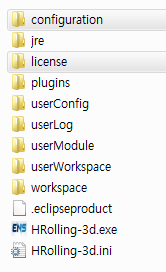 configuration
jre
license
plugins
userConfig
userLog
userModule
userWorkspace
workspace
.eclipseproduct
HRolling-3d.exe
HRolling-3d.ini